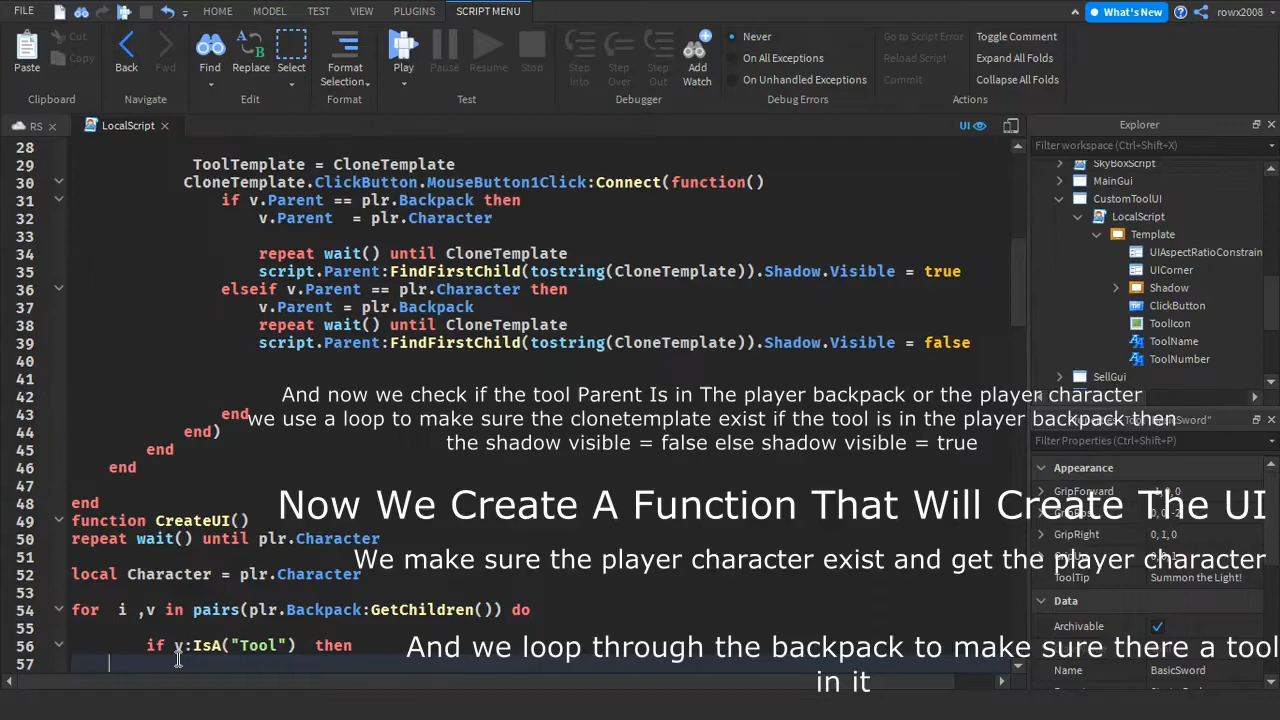 FILE HOME MODEL TEST VIEW PLUGINS SCRIPT MENU What's New rowx2008
Paste Cut Copy Back Fwd Find Replace Select Format Selection Play Pause Resume Stop Step Into Step Over Step Out Add Watch
Never
On All Exceptions
On Unhandled Exceptions
Go to Script Error
Reload Script
Commit
Toggle Comment
Expand All Folds
Collapse All Folds
Clipboard Navigate Edit Format Test Debugger Debug Errors Actions
RS LocalScript UI
28
29 ToolTemplate = CloneTemplate
30 CloneTemplate.ClickButton.MouseButton1Click:Connect(function()
31 if v.Parent == plr.Backpack then
32 v.Parent  = plr.Character
33
34 repeat wait() until CloneTemplate
35 script.Parent:FindFirstChild(tostring(CloneTemplate)).Shadow.Visible = true
36 elseif v.Parent == plr.Character then
37 v.Parent = plr.Backpack
38 repeat wait() until CloneTemplate
39 script.Parent:FindFirstChild(tostring(CloneTemplate)).Shadow.Visible = false
40
41
42
43 end
44 end)
45 end
46 end
47
48 end
49 function CreateUI()
50 repeat wait() until plr.Character
51
52 local Character = plr.Character
53
54 for  i ,v in pairs(plr.Backpack:GetChildren()) do
55
56 if v:IsA("Tool")  then
57
And now we check if the tool Parent Is in The player backpack or the player character
we use a loop to make sure the clonetemplate exist if the tool is in the player backpack then
the shadow visible = false else shadow visible = true
Now We Create A Function That Will Create The UI
We make sure the player character exist and get the player character
And we loop through the backpack to make sure there a tool
in it
Explorer
Filter workspace (Ctrl+Shift+X)
SkyBoxScript
MainGui
CustomToolUI
LocalScript
Template
UIAspectRatioConstrain
UICorner
Shadow
ClickButton
ToolIcon
ToolName
ToolNumber
SellGui
Filter Properties (Ctrl+Shift+P)
Appearance
GripForward
GripRight 0, 1, 0
ToolTip Summon the Light!
Data
Archivable
Name BasicSword